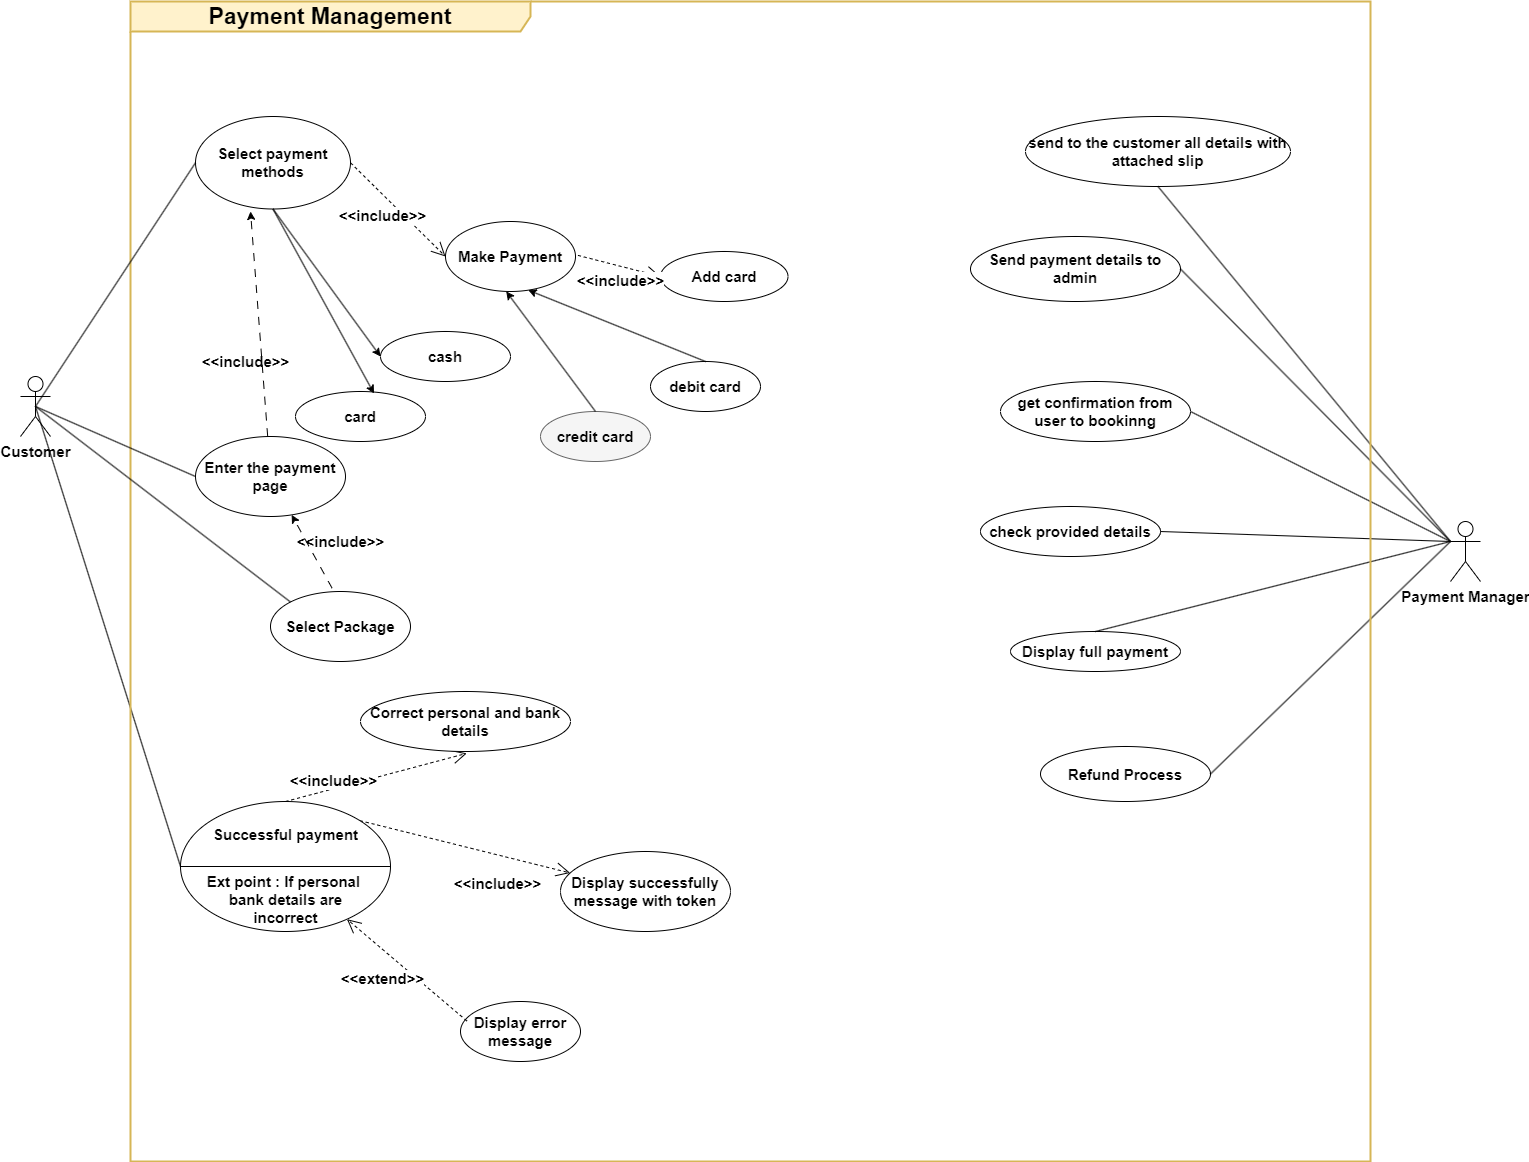 Payment Management
Select payment
methods
send to the customer all details with
attached slip
<<include>>
Make Payment
Send payment details to
admin
Add card
<<include>>
cash
<<include>>
debit card
card
get confirmation from
user to bookinng
credit card
Customer
Enter the payment
page
check provided details
<<include>>
Payment Manager
Select Package
Display full payment
Correct personal and bank
details
<<include>>
Refund Process
Successful payment
Ext point : If personal
bank details are
incorrect
<<include>>
Display successfully
message with token
<<extend>>
Display error
message